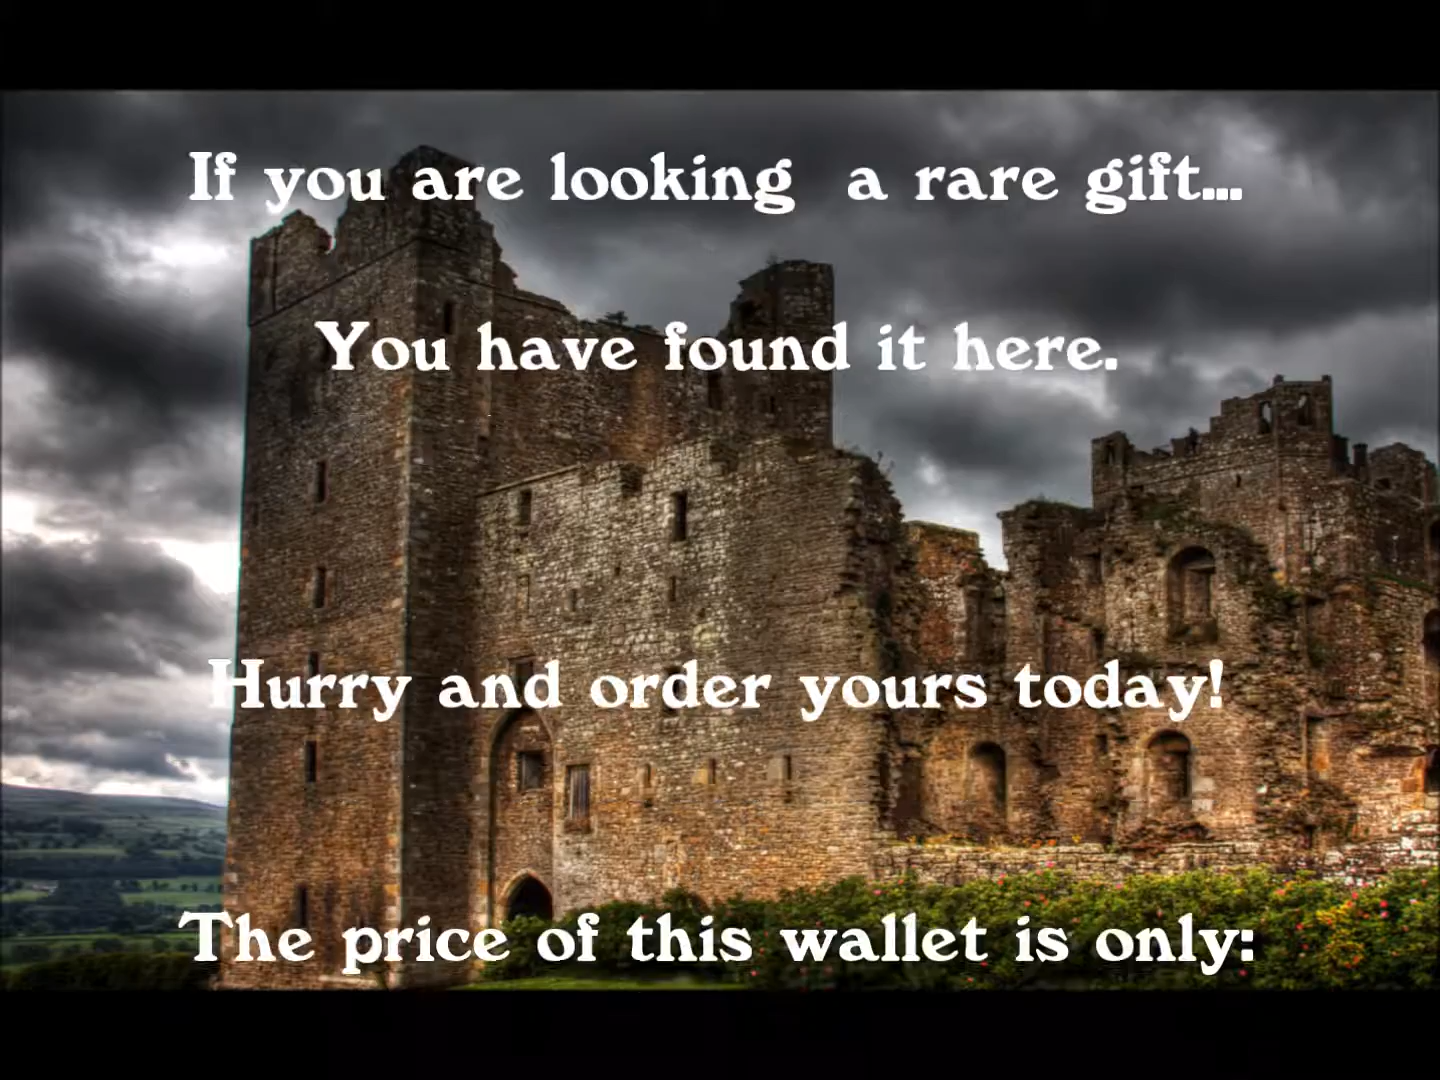 If you are looking  a rare gift...
You have found it here.
Hurry and order yours today!
The price of this wallet is only: